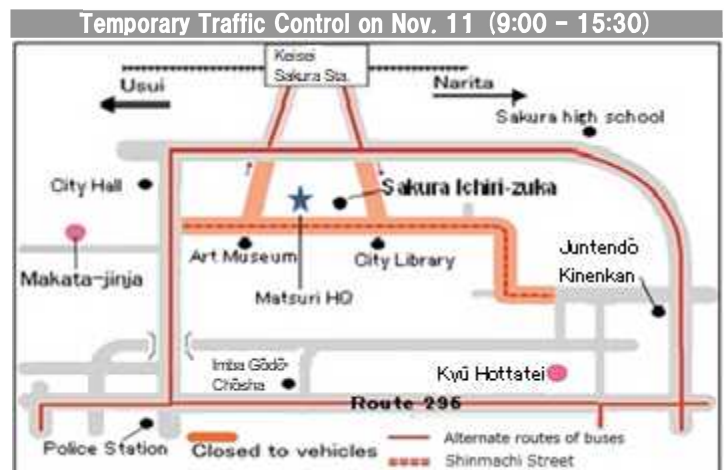 Temporary Traffic Control on Nov. 11 (9:00 - 15:30)
Keisei
Sakura Sta.
Usui
Narita
Sakura high school
City Hall
Sakura Ichiri-zuka
Art Museum
City Library
Juntendō
Kinenkan
Makata-jinja
Matsuri HQ
Imba Gōdō-
Chōsha
Kyū Hottatei
Route 296
Police Station
Closed to vehicles
Alternate routes of buses
Shinmachi Street